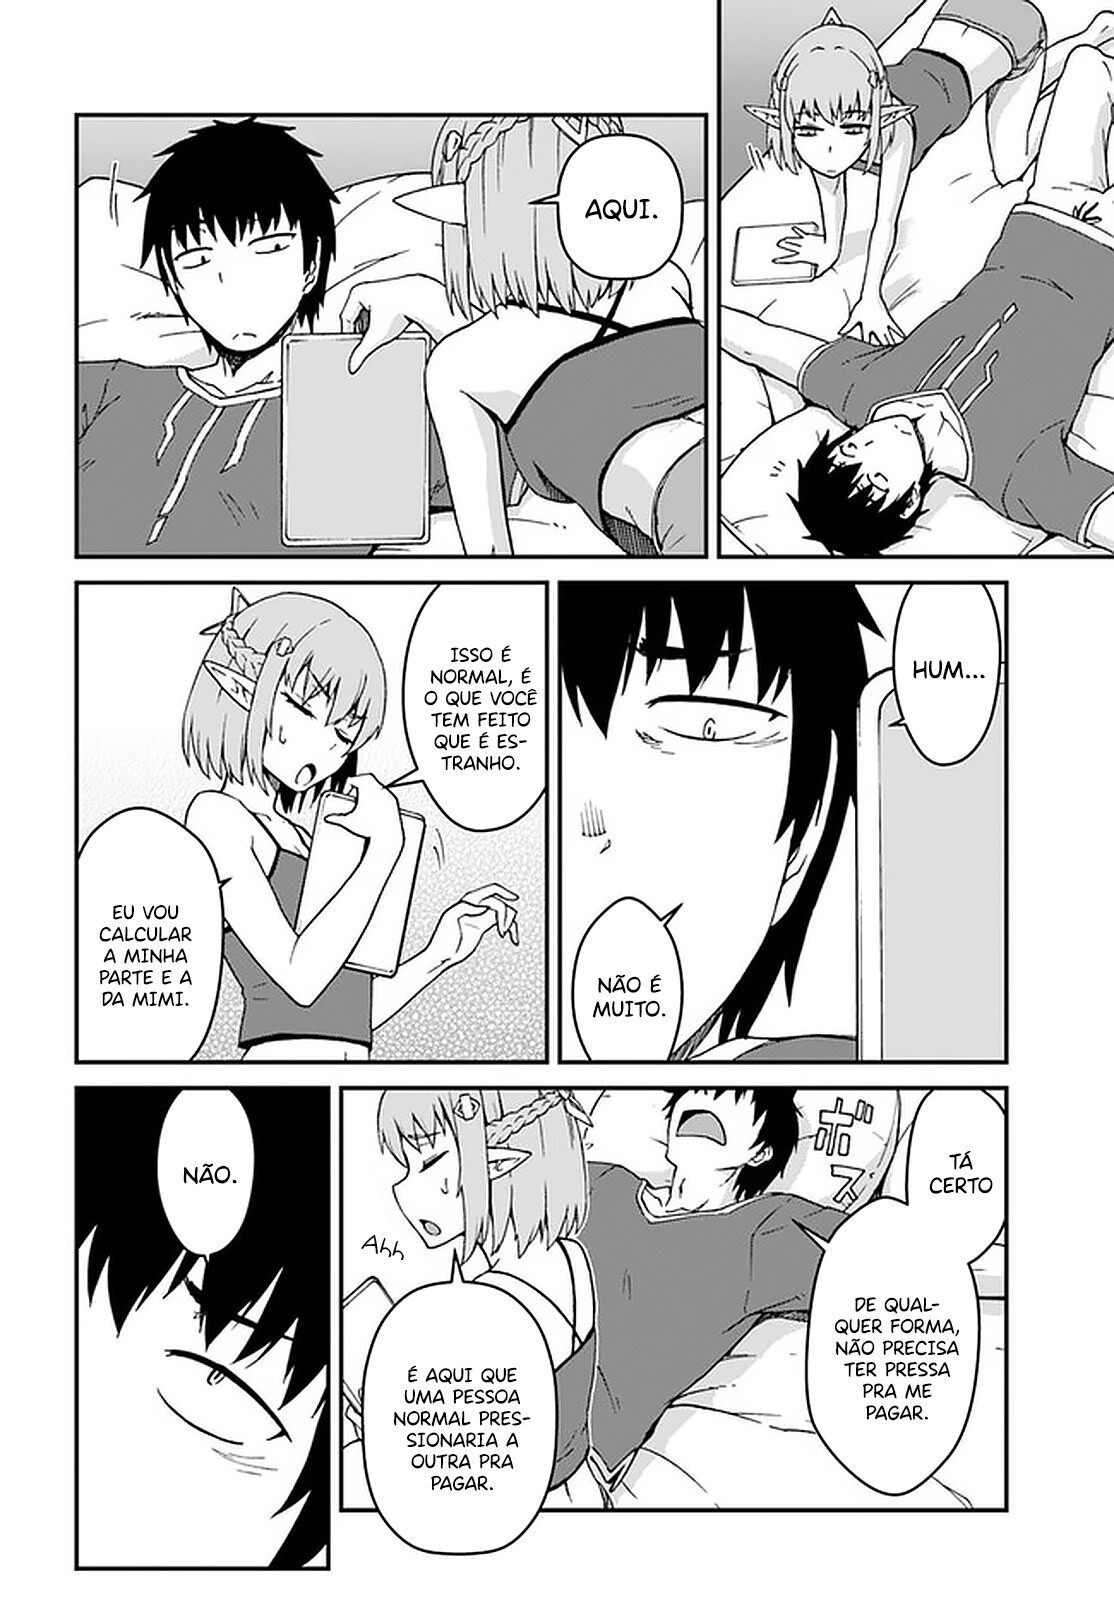 AQUI.
HUM...
NÃO É
MUITO.
ISSO É
NORMAL, É
O QUE VOCÊ
TEM FEITO
QUE É ES-
TRANHO.
EU VOU
CALCULAR
A MINHA
PARTE E A
DA MIMI.
TÁ
CERTO
DE QUAL-
QUER FORMA,
NÃO PRECISA
TER PRESSA
PRA ME
PAGAR.
ボスッ
Ahh
É AQUI QUE
UMA PESSOA
NORMAL PRES-
SIONARIA A
OUTRA PRA
PAGAR.
NÃO.